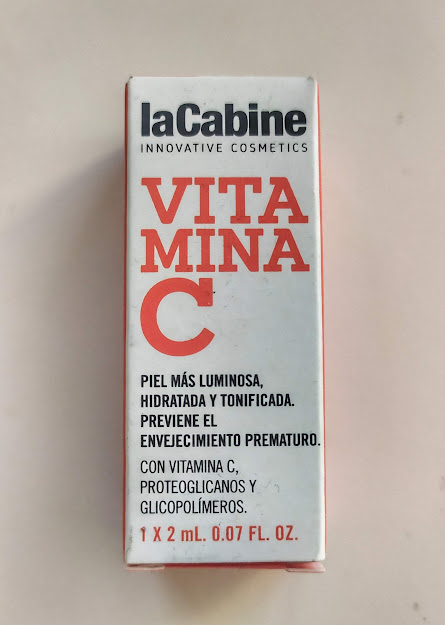 laCabine
INNOVATIVE COSMETICS
VITA
MINA
C
PIEL MÁS LUMINOSA,
HIDRATADA Y TONIFICADA.
PREVIENE EL
ENVEJECIMIENTO PREMATURO.
CON VITAMINA C,
PROTEOGLICANOS Y
GLICOPOLÍMEROS.
1 X 2 mL. 0.07 FL. OZ.